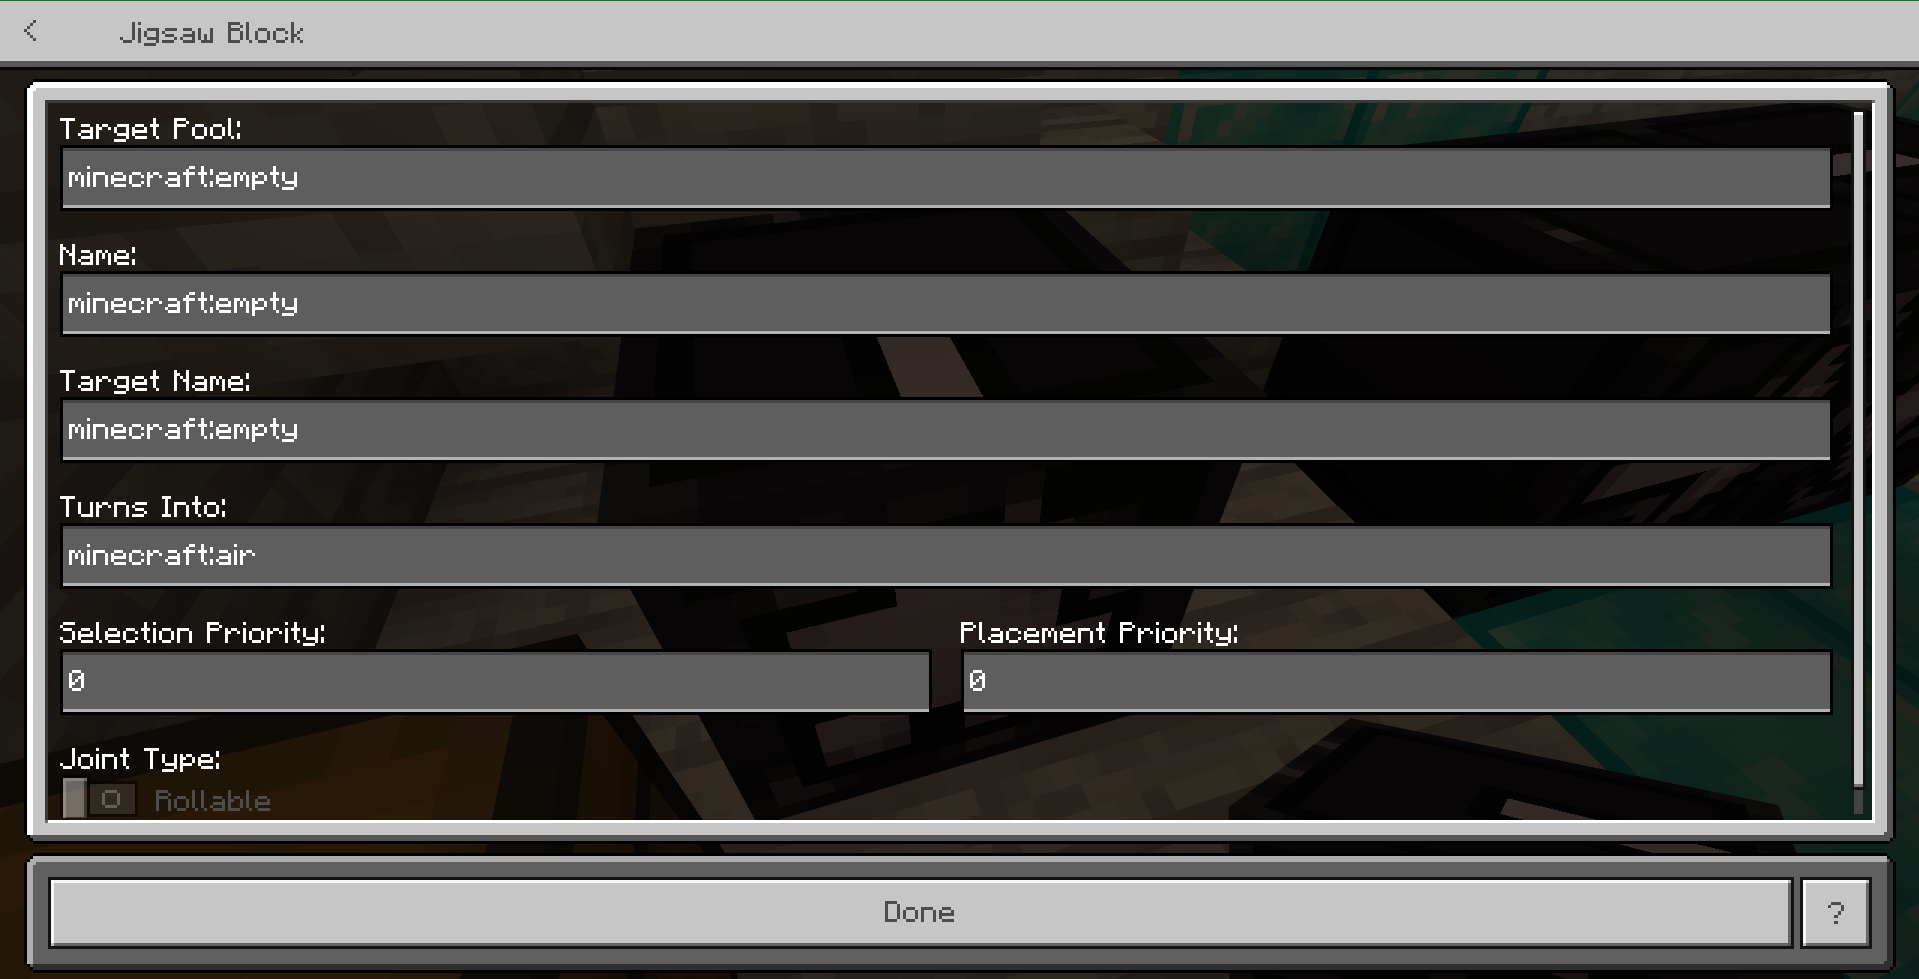 Jigsaw Block
Target Pool:
minecraft:empty
Name:
minecraft:empty
Target Name:
minecraft:empty
Turns Into:
minecraft:air
Selection Priority: Placement Priority:
0 0
Joint Type:
Rollable
Done ?